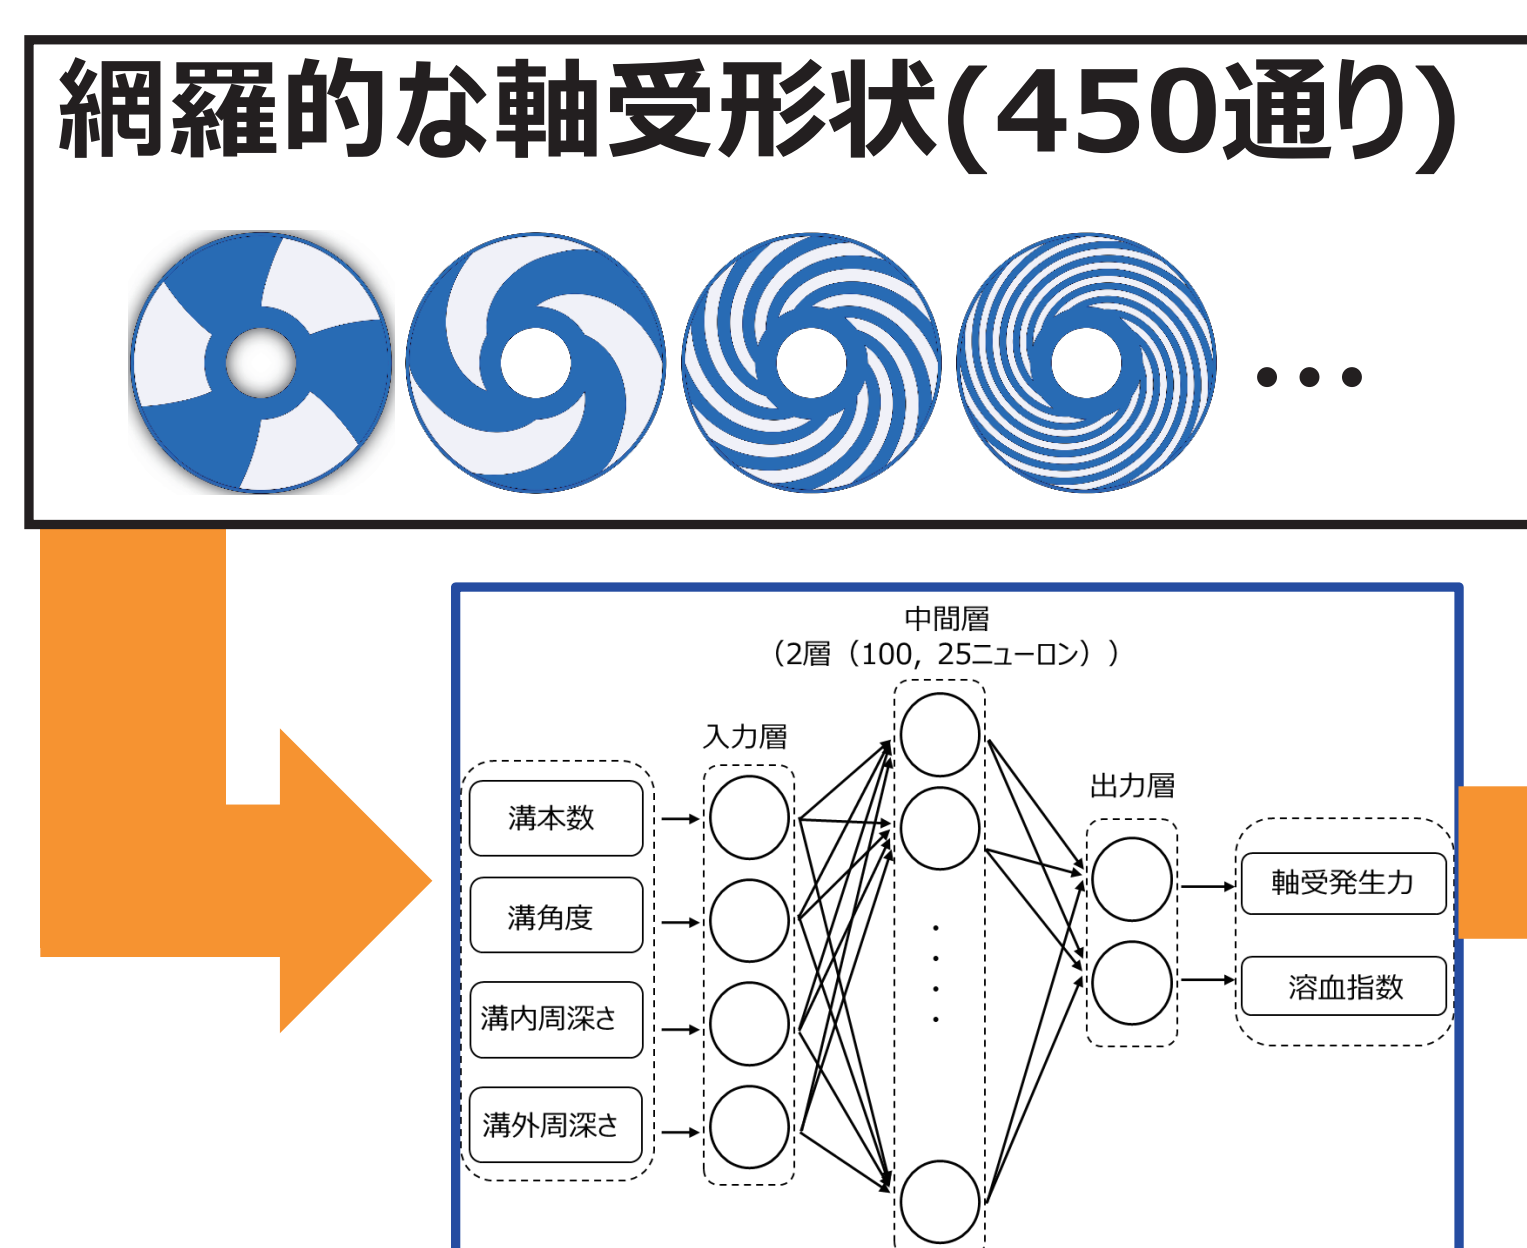 網羅的な軸受形状(450通り)
・・・
中間層
（2層（100, 25ニューロン））
入力層
出力層
溝本数
溝角度
溝内周深さ
溝外周深さ
軸受発生力
溶血指数